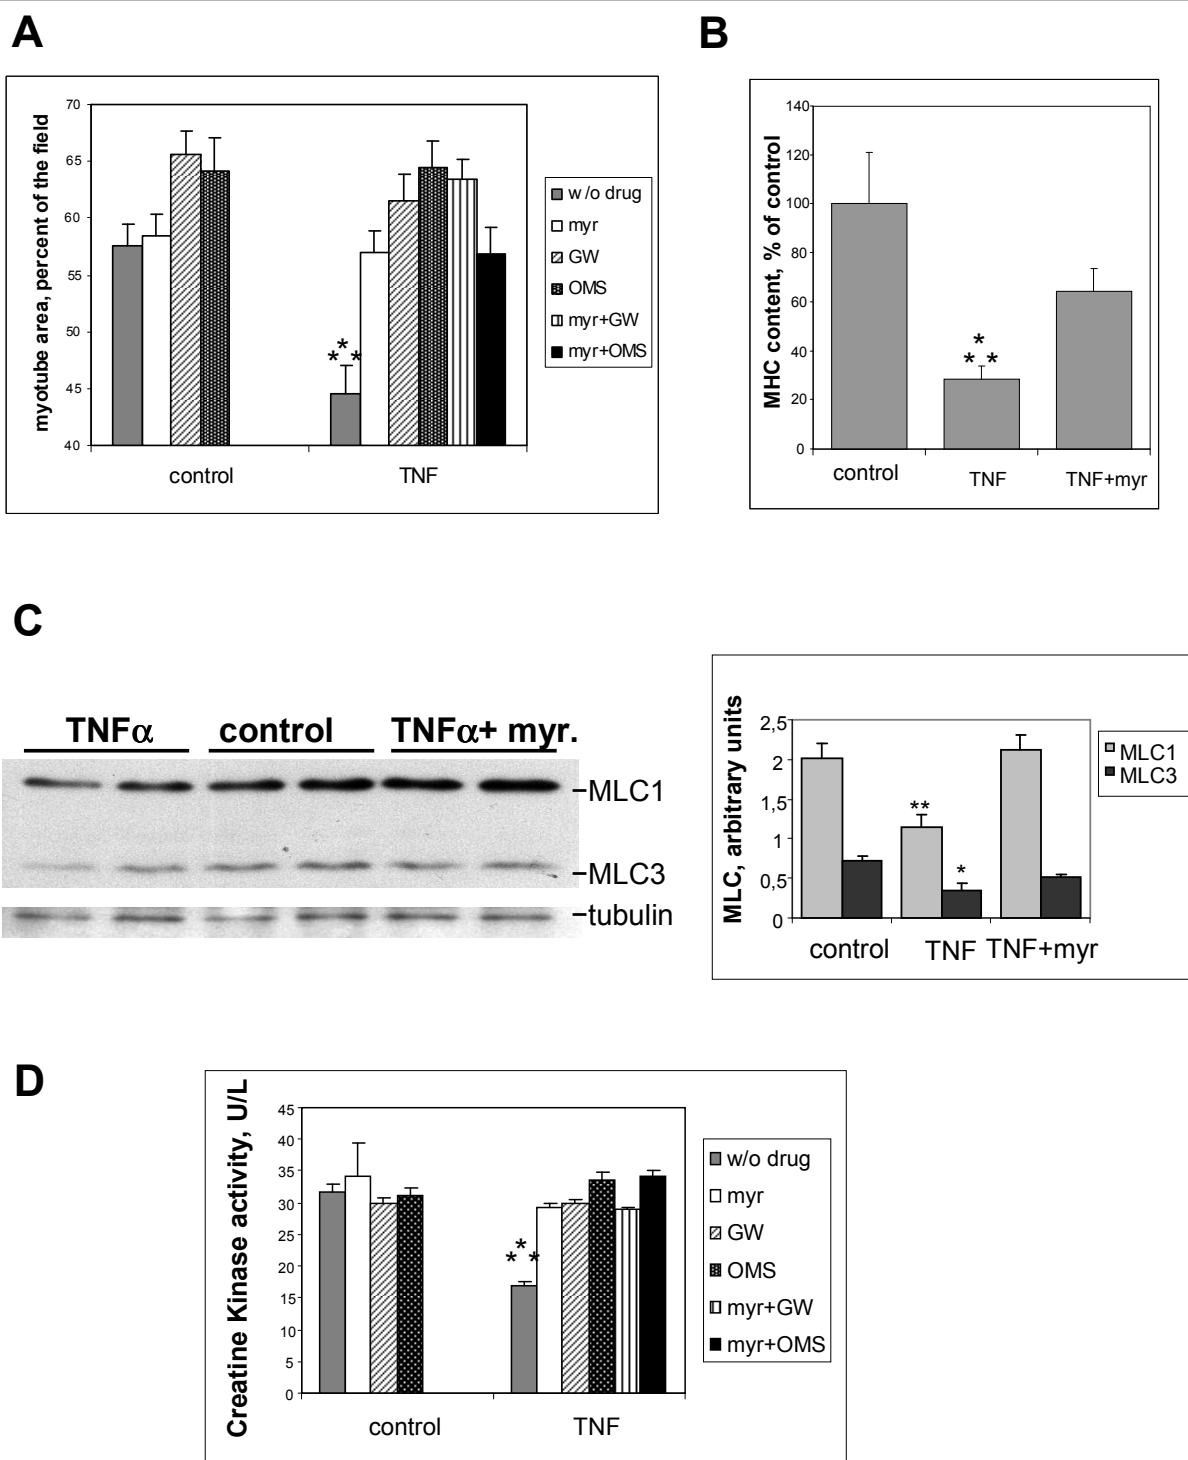 A
myotube area, percent of the field
70
65
60
55
50
45
40
***
control
TNF
w/o drug
myr
GW
OMS
myr+GW
myr+OMS
B
MHC content, % of control
140
120
100
80
60
40
20
0
***
control
TNF
TNF+myr
C
TNFα
control
TNFα+ myr.
MLC1
MLC3
tubulin
MLC, arbitrary units
2,5
2
1,5
1
0,5
0
**
*
control
TNF
TNF+myr
MLC1
MLC3
D
Creatine Kinase activity, U/L
45
40
35
30
25
20
15
10
5
0
***
control
TNF
w/o drug
myr
GW
OMS
myr+GW
myr+OMS